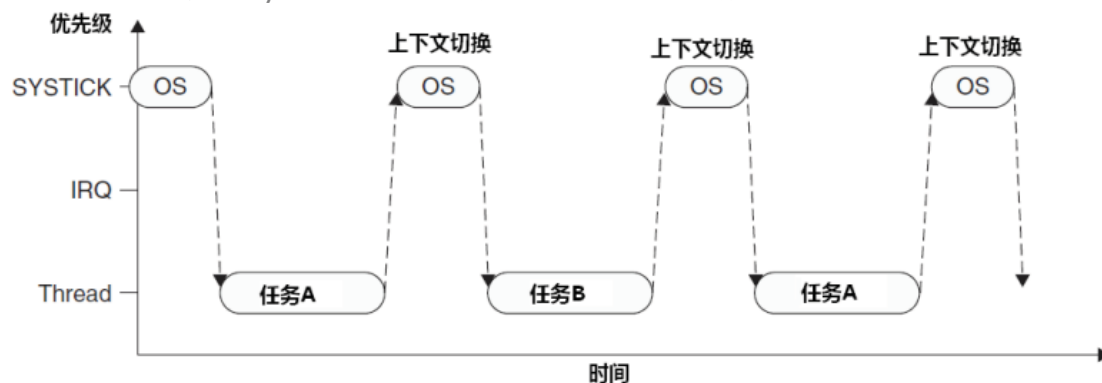 优先级
上下文切换
上下文切换
上下文切换
SYSTICK
OS
OS
OS
OS
IRQ
Thread
任务A
任务B
任务A
时间